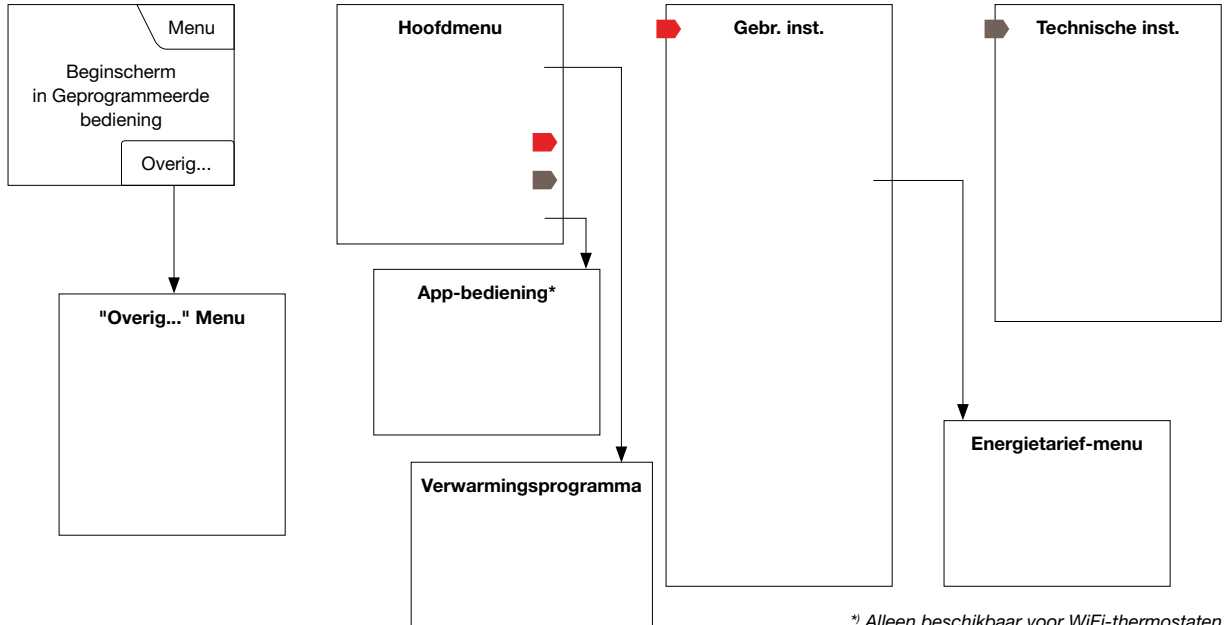 Menu
Beginscherm
in Geprogrammeerde
bediening
Overig...
"Overig..." Menu
Hoofdmenu
App-bediening*
Verwarmingsprogramma
Gebr. inst.
Technische inst.
Energietarief-menu
*) Alleen beschikbaar voor WiFi-thermostaten